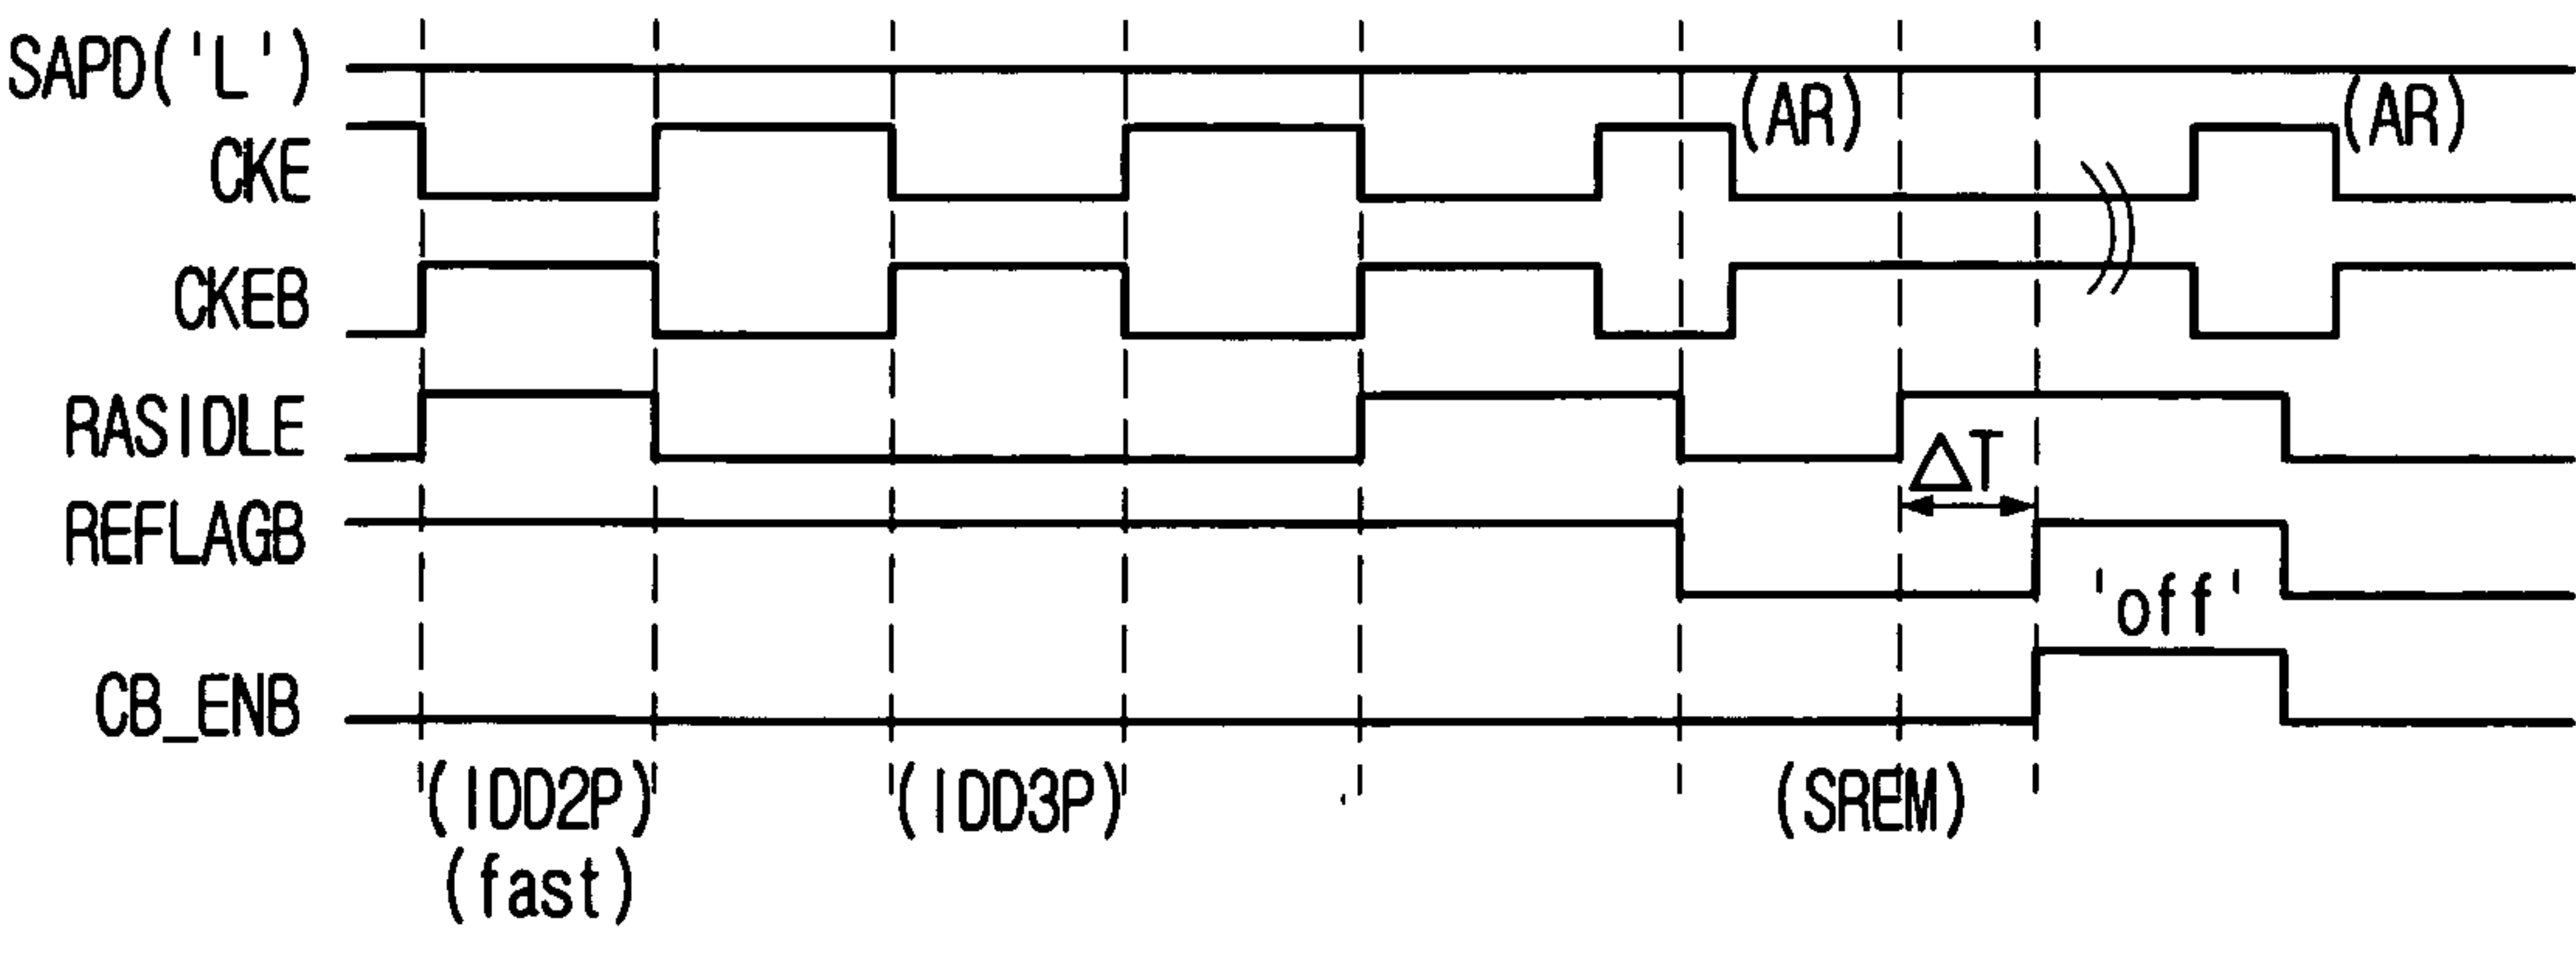 SAPD('L')
(AR) (AR)
CKE
CKEB
RASIDLE
ΔT
REFLAGB
'off'
CB_ENB
(IDD2P) (IDD3P) (SREM)
(fast)